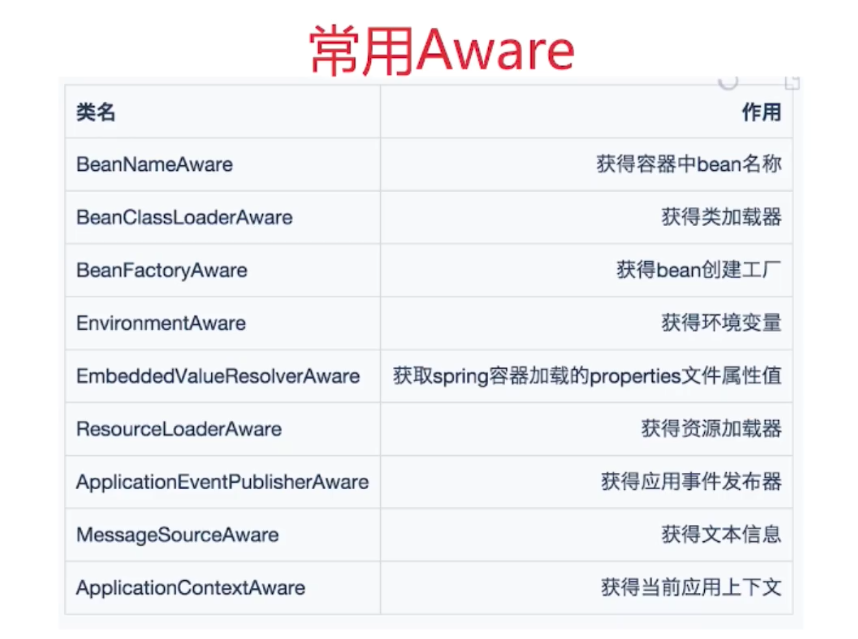 常用Aware
类名 作用
BeanNameAware 获得容器中bean名称
BeanClassLoaderAware 获得类加载器
BeanFactoryAware 获得bean创建工厂
EnvironmentAware 获得环境变量
EmbeddedValueResolverAware 获取spring容器加载的properties文件属性值
ResourceLoaderAware 获得资源加载器
ApplicationEventPublisherAware 获得应用事件发布器
MessageSourceAware 获得文本信息
ApplicationContextAware 获得当前应用上下文